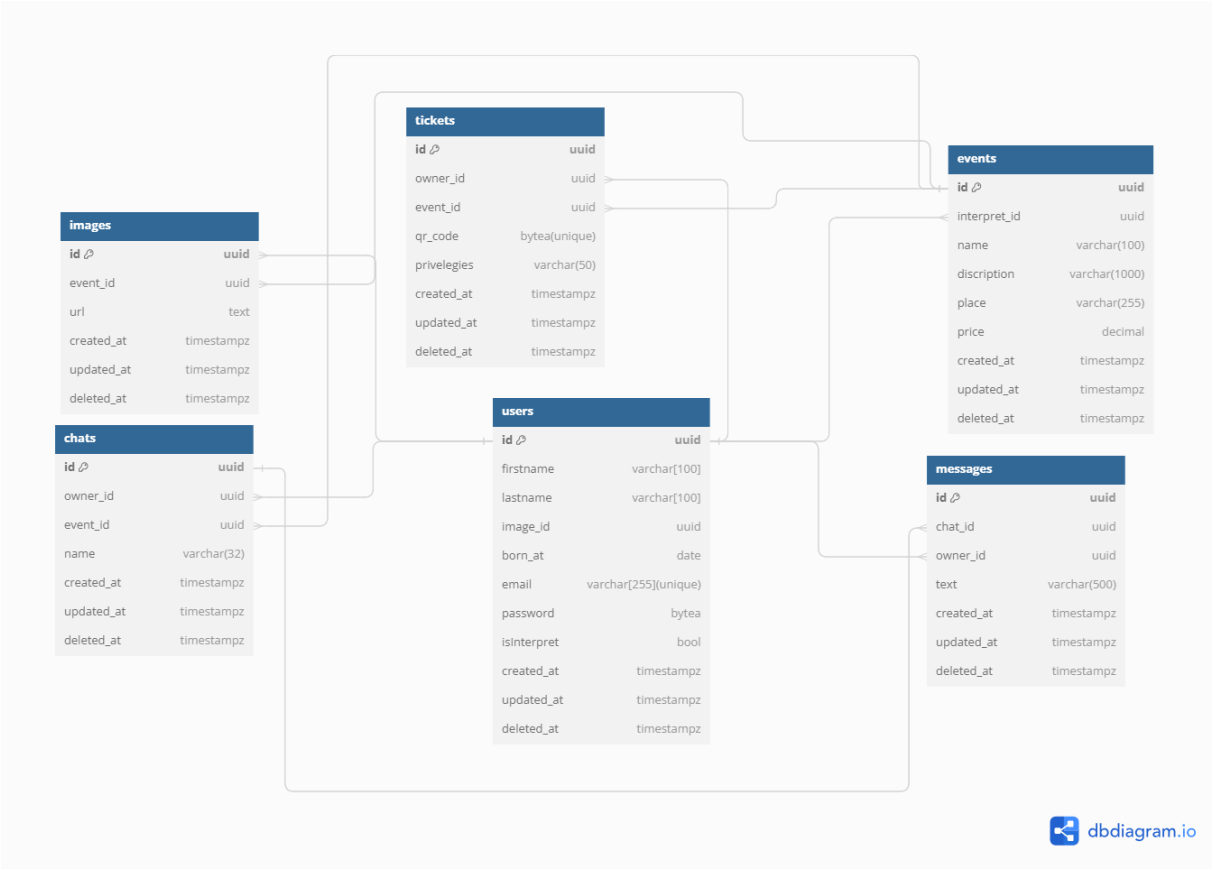 tickets
id uuid
owner_id uuid
event_id uuid
qr_code bytea(unique)
privelegies varchar(50)
created_at timestampz
updated_at timestampz
deleted_at timestampz
events
id uuid
interpret_id uuid
name varchar(100)
discription varchar(1000)
place varchar(255)
price decimal
created_at timestampz
updated_at timestampz
deleted_at timestampz
images
id uuid
event_id uuid
url text
created_at timestampz
updated_at timestampz
deleted_at timestampz
users
id uuid
firstname varchar[100]
lastname varchar[100]
image_id uuid
born_at date
email varchar[255](unique)
password bytea
isInterpret bool
created_at timestampz
updated_at timestampz
deleted_at timestampz
chats
id uuid
owner_id uuid
event_id uuid
name varchar(32)
created_at timestampz
updated_at timestampz
deleted_at timestampz
messages
id uuid
chat_id uuid
owner_id uuid
text varchar(500)
created_at timestampz
updated_at timestampz
deleted_at timestampz
dbdiagram.io